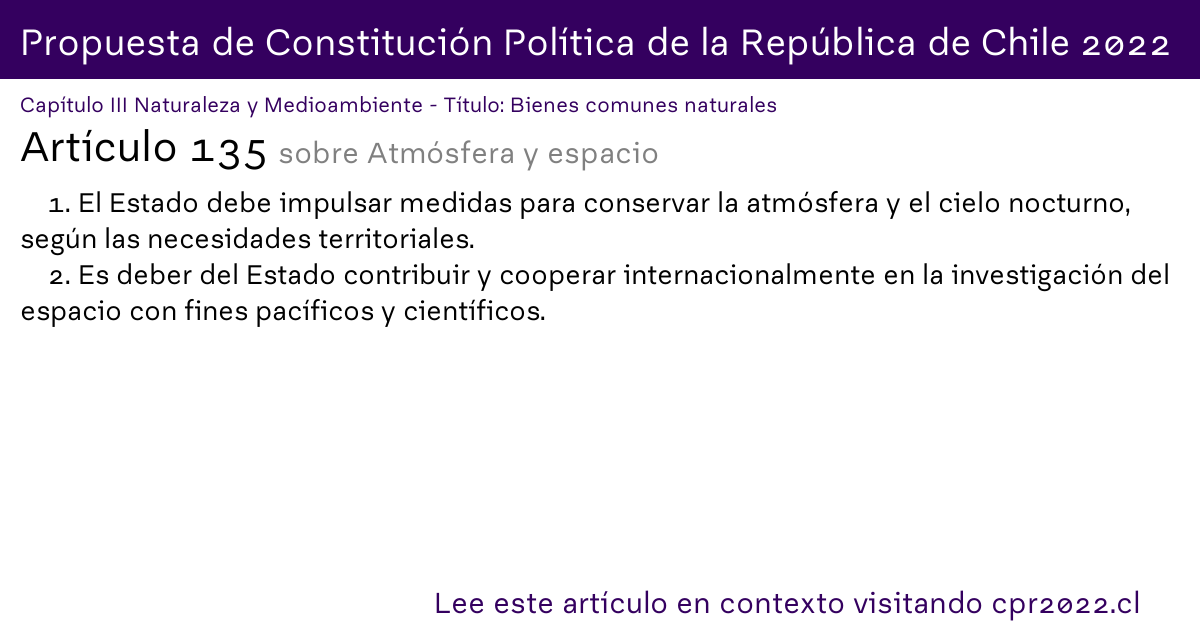 Propuesta de Constitución Política de la República de Chile 2022
Capítulo III Naturaleza y Medioambiente - Título: Bienes comunes naturales
Artículo 135 sobre Atmósfera y espacio
1. El Estado debe impulsar medidas para conservar la atmósfera y el cielo nocturno,
según las necesidades territoriales.
2. Es deber del Estado contribuir y cooperar internacionalmente en la investigación del
espacio con fines pacíficos y científicos.
Lee este artículo en contexto visitando cpr2022.cl